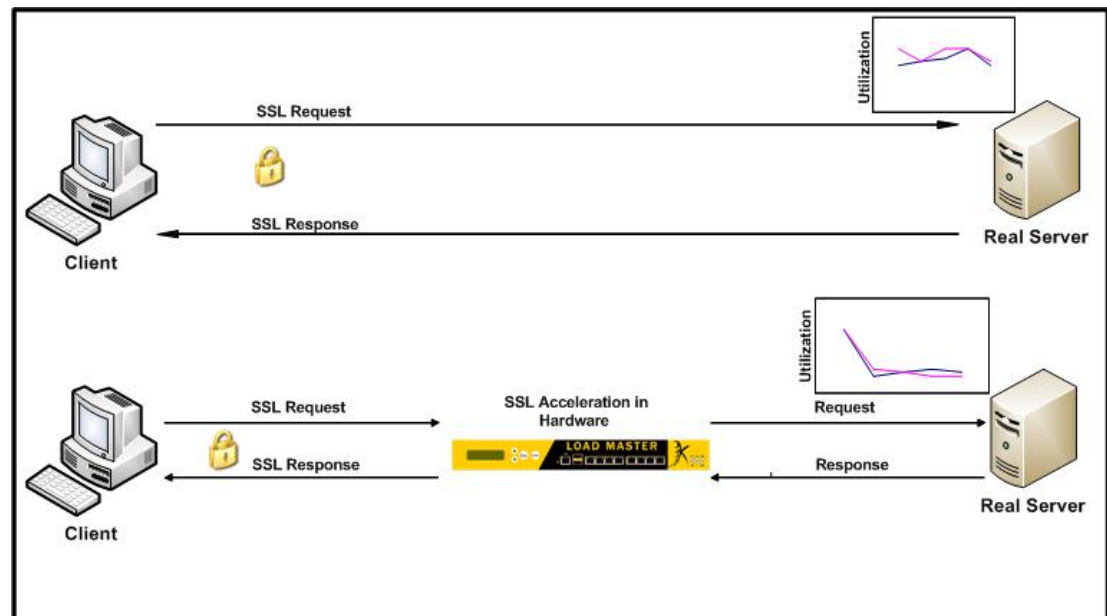 Utilization
SSL Request
SSL Response
Client
Real Server
Utilization
SSL Request
SSL Acceleration in
Hardware
Request
LOAD MASTER
SSL Response
Response
Client
Real Server